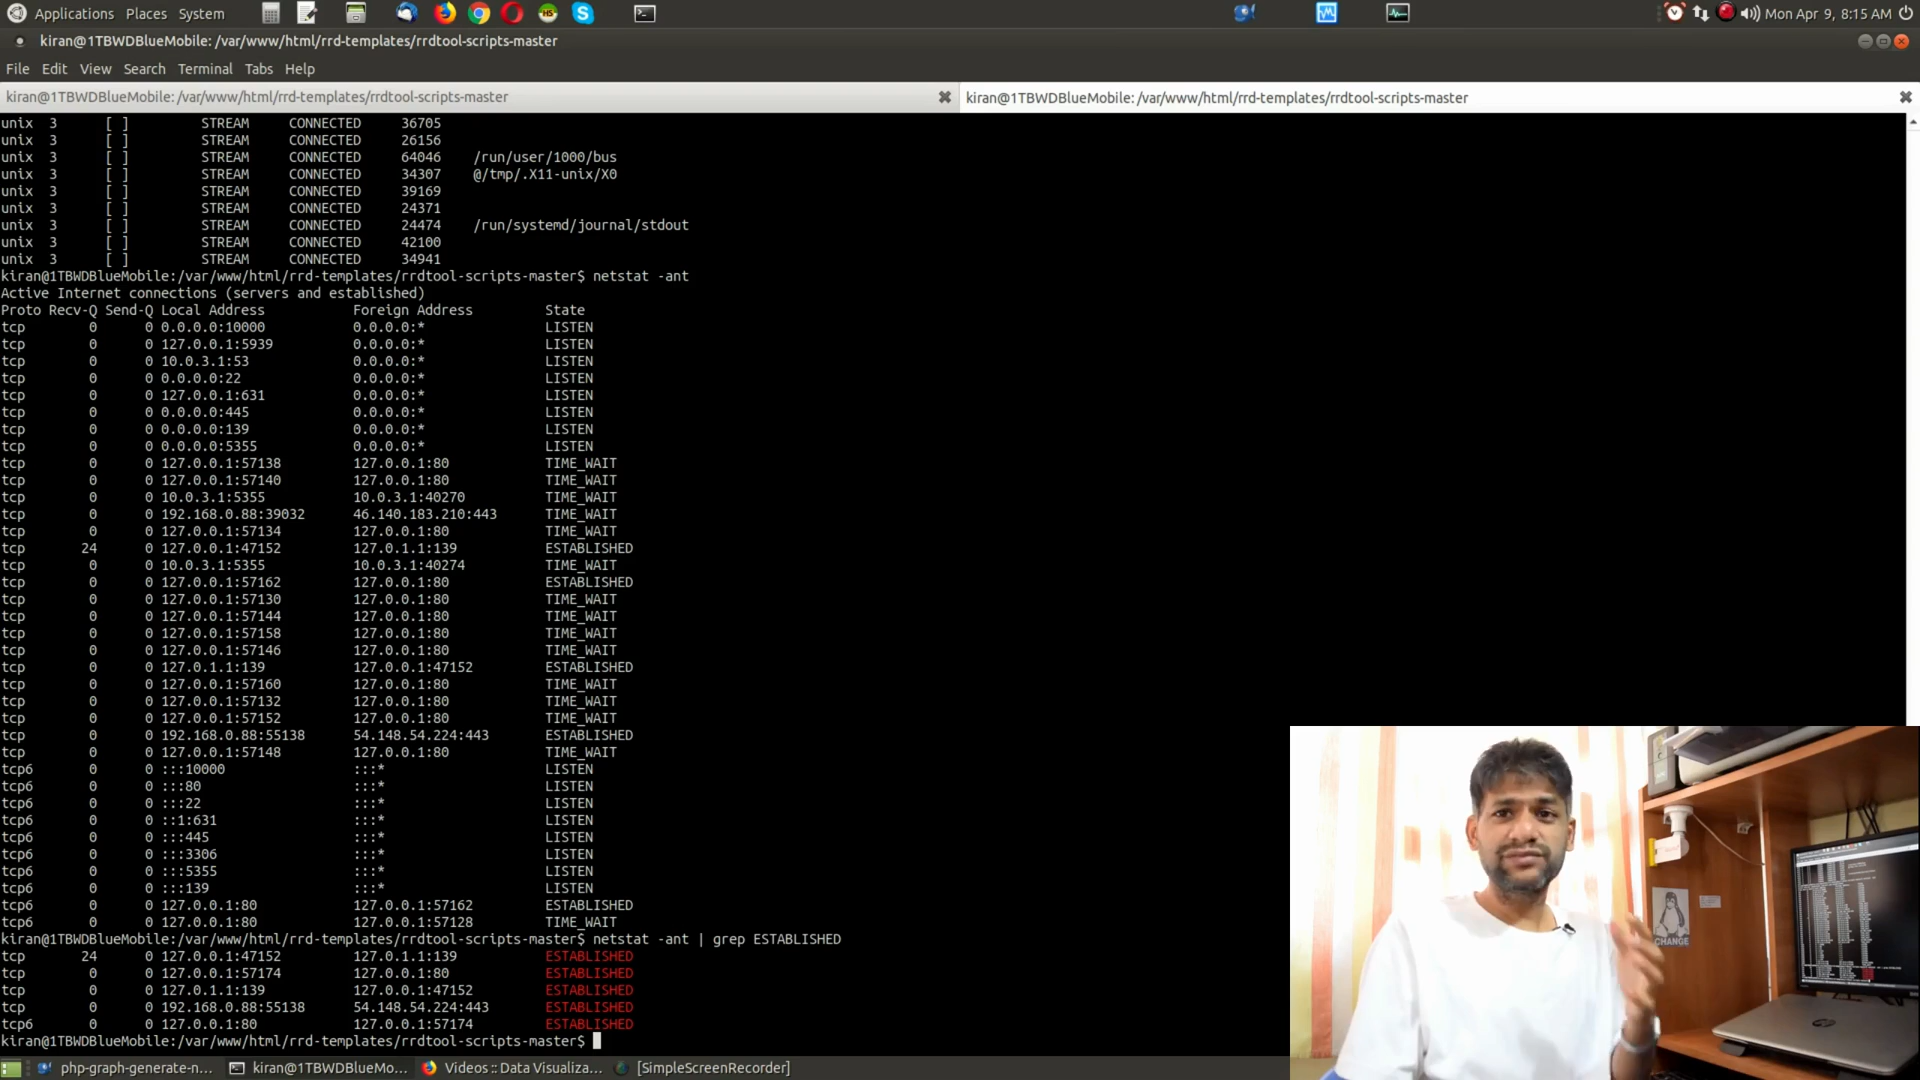 Applications Places System
Mon Apr 9, 8:15 AM
kiran@1TBWDBlueMobile: /var/www/html/rrd-templates/rrdtool-scripts-master
File Edit View Search Terminal Tabs Help
kiran@1TBWDBlueMobile: /var/www/html/rrd-templates/rrdtool-scripts-master
kiran@1TBWDBlueMobile: /var/www/html/rrd-templates/rrdtool-scripts-master
unix 3 [ ] STREAM CONNECTED 36705
unix 3 [ ] STREAM CONNECTED 26156
unix 3 [ ] STREAM CONNECTED 64046 /run/user/1000/bus
unix 3 [ ] STREAM CONNECTED 34307 @/tmp/.X11-unix/X0
unix 3 [ ] STREAM CONNECTED 39169
unix 3 [ ] STREAM CONNECTED 24371
unix 3 [ ] STREAM CONNECTED 24474 /run/systemd/journal/stdout
unix 3 [ ] STREAM CONNECTED 42100
unix 3 [ ] STREAM CONNECTED 34941
kiran@1TBWDBlueMobile:/var/www/html/rrd-templates/rrdtool-scripts-master$ netstat -ant
Active Internet connections (servers and established)
Proto Recv-Q Send-Q Local Address Foreign Address State
tcp 0 0 0.0.0.0:10000 0.0.0.0:* LISTEN
tcp 0 0 127.0.0.1:5939 0.0.0.0:* LISTEN
tcp 0 0 10.0.3.1:53 0.0.0.0:* LISTEN
tcp 0 0 0.0.0.0:22 0.0.0.0:* LISTEN
tcp 0 0 127.0.0.1:631 0.0.0.0:* LISTEN
tcp 0 0 0.0.0.0:445 0.0.0.0:* LISTEN
tcp 0 0 0.0.0.0:139 0.0.0.0:* LISTEN
tcp 0 0 0.0.0.0:5355 0.0.0.0:* LISTEN
tcp 0 0 127.0.0.1:57138 127.0.0.1:80 TIME_WAIT
tcp 0 0 127.0.0.1:57140 127.0.0.1:80 TIME_WAIT
tcp 0 0 10.0.3.1:5355 10.0.3.1:40270 TIME_WAIT
tcp 0 0 192.168.0.88:39032 46.140.183.210:443 TIME_WAIT
tcp 0 0 127.0.0.1:57134 127.0.0.1:80 TIME_WAIT
tcp 24 0 127.0.0.1:47152 127.0.1.1:139 ESTABLISHED
tcp 0 0 10.0.3.1:5355 10.0.3.1:40274 TIME_WAIT
tcp 0 0 127.0.0.1:57162 127.0.0.1:80 ESTABLISHED
tcp 0 0 127.0.0.1:57130 127.0.0.1:80 TIME_WAIT
tcp 0 0 127.0.0.1:57144 127.0.0.1:80 TIME_WAIT
tcp 0 0 127.0.0.1:57158 127.0.0.1:80 TIME_WAIT
tcp 0 0 127.0.0.1:57146 127.0.0.1:80 TIME_WAIT
tcp 0 0 127.0.1.1:139 127.0.0.1:47152 ESTABLISHED
tcp 0 0 127.0.0.1:57160 127.0.0.1:80 TIME_WAIT
tcp 0 0 127.0.0.1:57132 127.0.0.1:80 TIME_WAIT
tcp 0 0 127.0.0.1:57152 127.0.0.1:80 TIME_WAIT
tcp 0 0 192.168.0.88:55138 54.148.54.224:443 ESTABLISHED
tcp 0 0 127.0.0.1:57148 127.0.0.1:80 TIME_WAIT
tcp6 0 0 :::10000 :::* LISTEN
tcp6 0 0 :::80 :::* LISTEN
tcp6 0 0 :::22 :::* LISTEN
tcp6 0 0 ::1:631 :::* LISTEN
tcp6 0 0 :::445 :::* LISTEN
tcp6 0 0 :::3306 :::* LISTEN
tcp6 0 0 :::5355 :::* LISTEN
tcp6 0 0 :::139 :::* LISTEN
tcp6 0 0 127.0.0.1:80 127.0.0.1:57162 ESTABLISHED
tcp6 0 0 127.0.0.1:80 127.0.0.1:57128 TIME_WAIT
kiran@1TBWDBlueMobile:/var/www/html/rrd-templates/rrdtool-scripts-master$ netstat -ant | grep ESTABLISHED
tcp 24 0 127.0.0.1:47152 127.0.1.1:139 ESTABLISHED
tcp 0 0 127.0.0.1:57174 127.0.0.1:80 ESTABLISHED
tcp 0 0 127.0.1.1:139 127.0.0.1:47152 ESTABLISHED
tcp 0 0 192.168.0.88:55138 54.148.54.224:443 ESTABLISHED
tcp6 0 0 127.0.0.1:80 127.0.0.1:57174 ESTABLISHED
kiran@1TBWDBlueMobile:/var/www/html/rrd-templates/rrdtool-scripts-master$
CHANGE
php-graph-generate-n... kiran@1TBWDBlueMo... Videos :: Data Visualiza... [SimpleScreenRecorder]